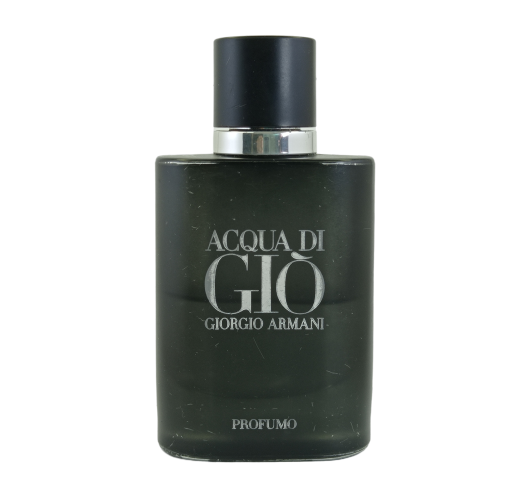 ACQUA DI
GIÒ
GIORGIO ARMANI
PROFUMO